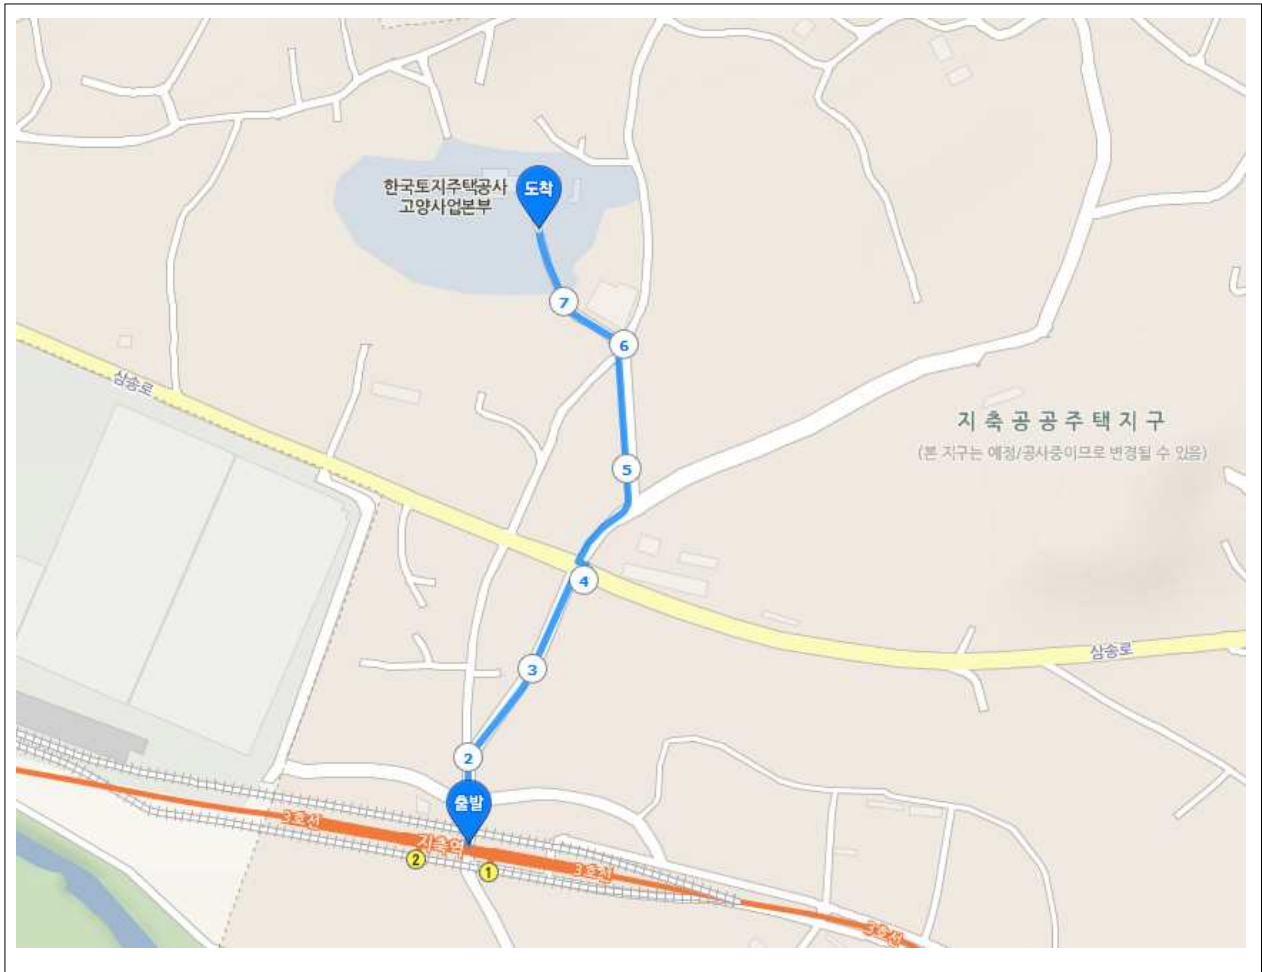 한국토지주택공사
고양사업본부
도착
7
6
삼송로
지축공공주택지구
(본 지구는 예정/공사중이므로 변경될 수 있음)
5
4
삼송로
3
2
출발
3호선
지축역
2
1
3호선
3호선